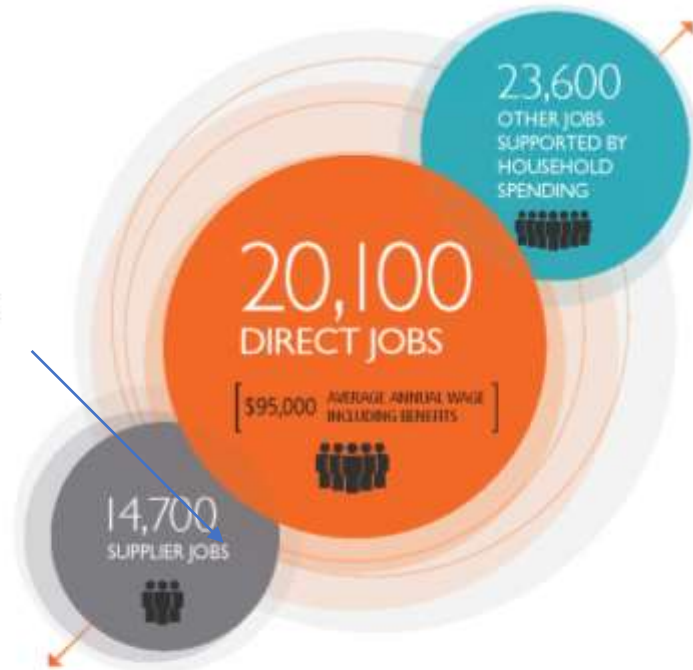 23,600
OTHER JOBS
SUPPORTED BY
HOUSEHOLD
SPENDING
20,100
DIRECT JOBS
[$95,000 AVERAGE ANNUAL WAGE
INCLUDING BENEFITS]
14,700
SUPPLIER JOBS